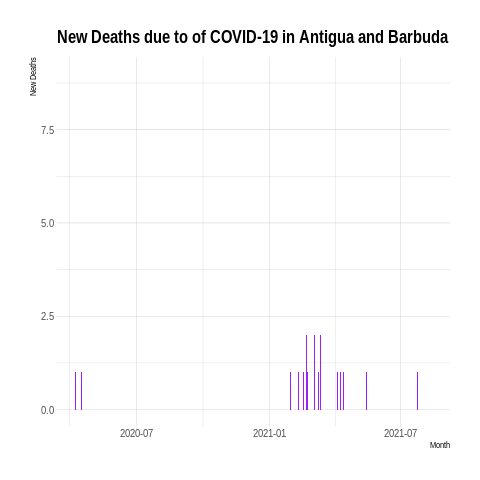 New Deaths due to of COVID-19 in Antigua and Barbuda
New Deaths
7.5
5.0
2.5
0.0
2020-07
2021-01
2021-07
Month